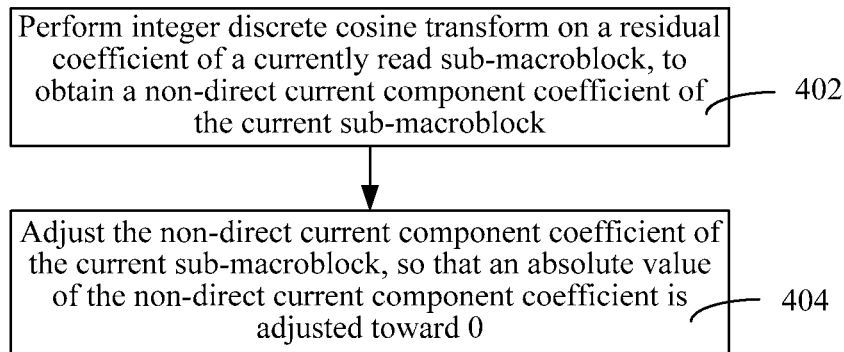 Perform integer discrete cosine transform on a residual
coefficient of a currently read sub-macroblock, to
obtain a non-direct current component coefficient of
the current sub-macroblock
402
Adjust the non-direct current component coefficient of
the current sub-macroblock, so that an absolute value
of the non-direct current component coefficient is
adjusted toward 0
404